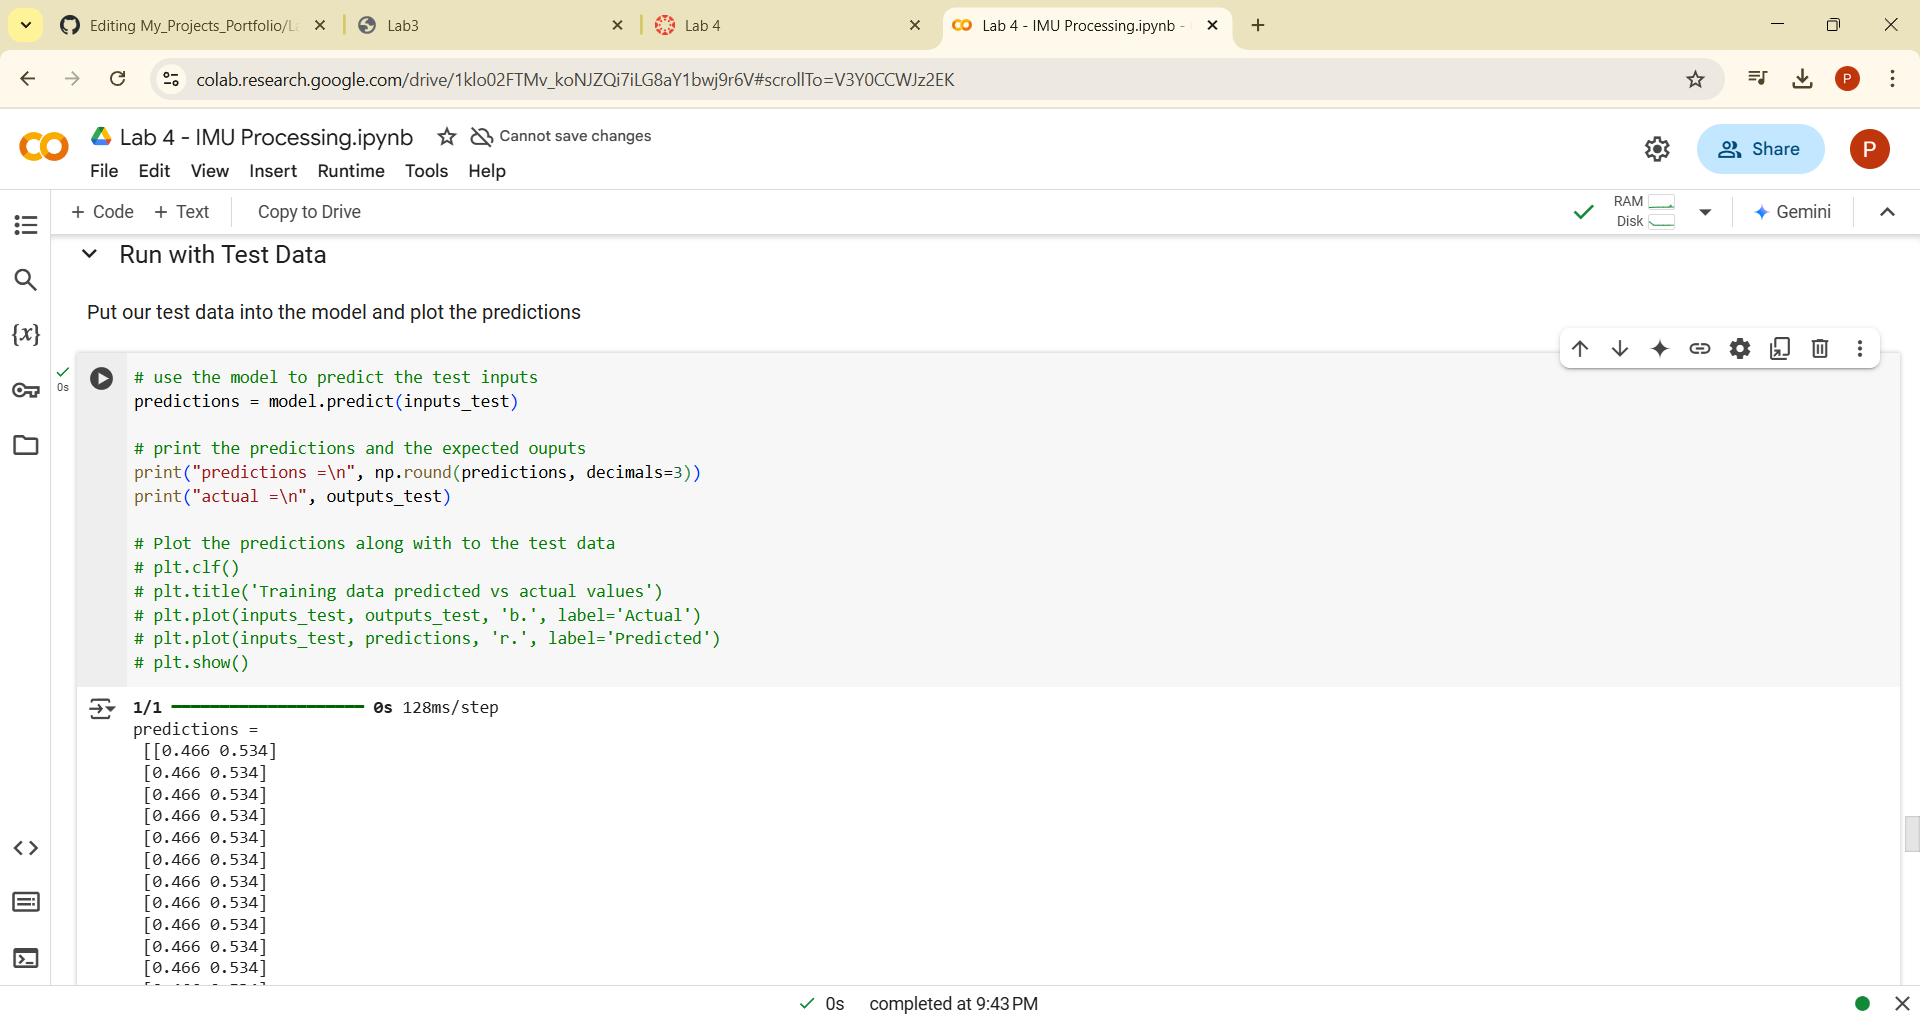 Editing My_Projects_Portfolio/La
Lab3
Lab 4
Lab 4 - IMU Processing.ipynb -
colab.research.google.com/drive/1klo02FTMv_koNJZQi7iLG8aY1bwj9r6V#scrollTo=V3Y0CCWJz2EK
P
Lab 4 - IMU Processing.ipynb
Cannot save changes
File Edit View Insert Runtime Tools Help
Share
P
+ Code + Text
Copy to Drive
RAM
Disk
Gemini
Run with Test Data
Put our test data into the model and plot the predictions
0s
# use the model to predict the test inputs
predictions = model.predict(inputs_test)
# print the predictions and the expected ouputs
print("predictions =\n", np.round(predictions, decimals=3))
print("actual =\n", outputs_test)
# Plot the predictions along with to the test data
# plt.clf()
# plt.title('Training data predicted vs actual values')
# plt.plot(inputs_test, outputs_test, 'b.', label='Actual')
# plt.plot(inputs_test, predictions, 'r.', label='Predicted')
# plt.show()
1/1 0s 128ms/step
predictions =
[[0.466 0.534]
[0.466 0.534]
[0.466 0.534]
[0.466 0.534]
[0.466 0.534]
[0.466 0.534]
[0.466 0.534]
[0.466 0.534]
[0.466 0.534]
[0.466 0.534]
[0.466 0.534]
0s completed at 9:43 PM